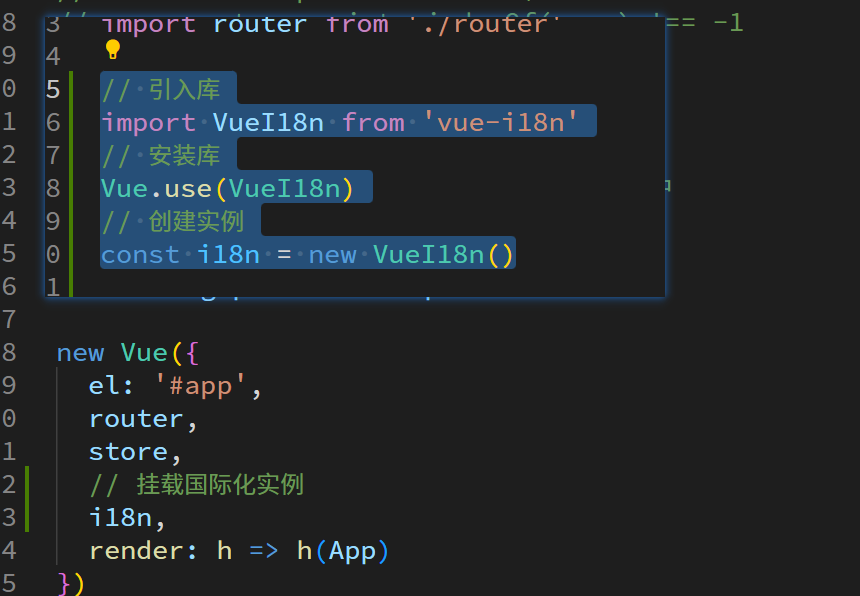 8
3 import router from './router' == -1
9
4
0
5 // 引入库
1
6 import VueI18n from 'vue-i18n'
2
7 // 安装库
3
8 Vue.use(VueI18n)
4
9 // 创建实例
5
0 const i18n = new VueI18n()
6
1
7
8 new Vue({
9 el: '#app',
0 router,
1 store,
2 // 挂载国际化实例
3 i18n,
4 render: h => h(App)
5 })